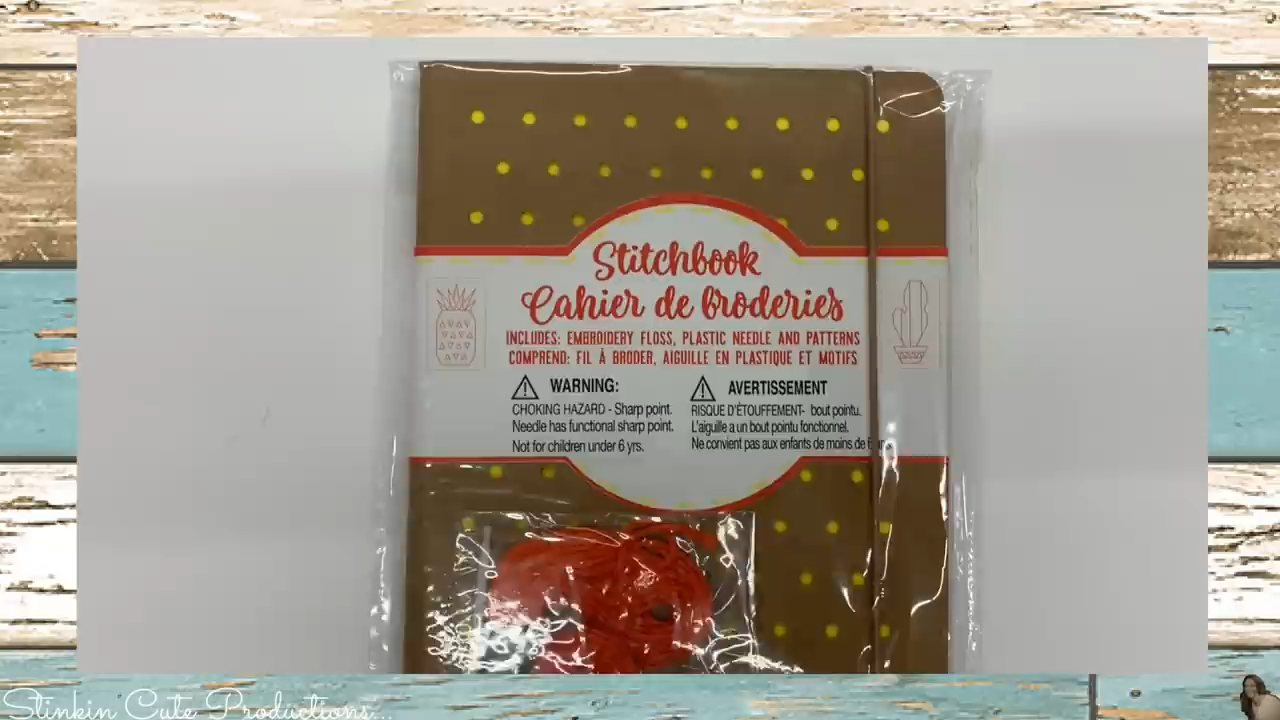 Stitchbook
Cahier de broderies
INCLUDES: EMBROIDERY FLOSS, PLASTIC NEEDLE AND PATTERNS
COMPREND: FIL À BRODER, AIGUILLE EN PLASTIQUE ET MOTIFS
WARNING:
CHOKING HAZARD - Sharp point.
Needle has functional sharp point.
Not for children under 6 yrs.
AVERTISSEMENT
RISQUE D'ÉTOUFFEMENT- bout pointu.
L'aiguille a un bout pointu fonctionnel.
Ne convient pas aux enfants de moins de 6
Stinkin Cute Productions...